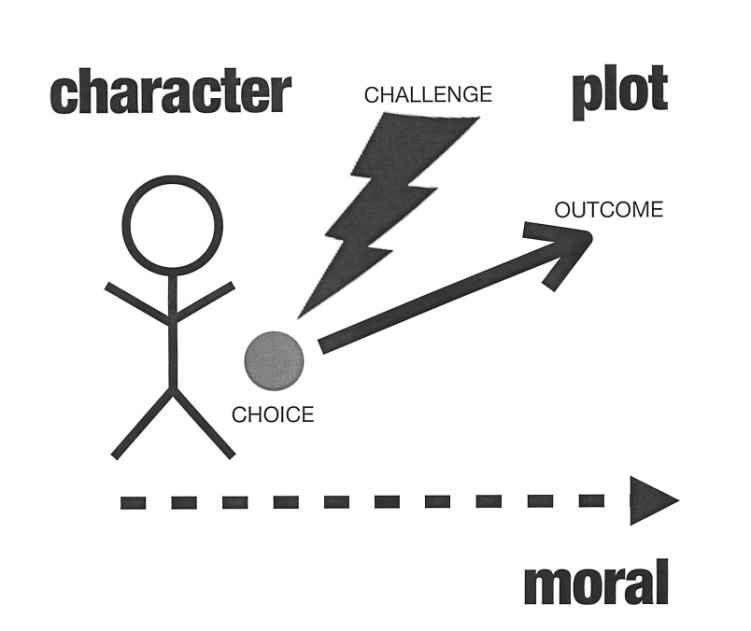 character
CHALLENGE
plot
OUTCOME
CHOICE
moral